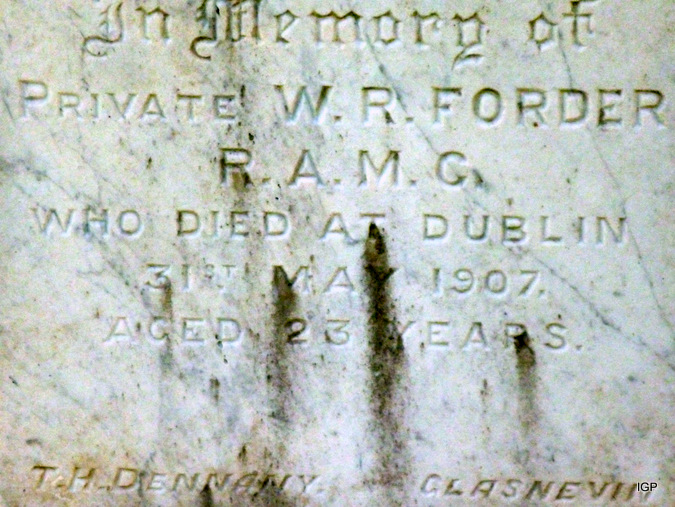 In Memory of
PRIVATE W. R. FORDER
R. A. M. C.
WHO DIED AT DUBLIN
31ST MAY 1907.
AGED 23 YEARS.
T. H. DENNANY. GLASNEVIN
IGP